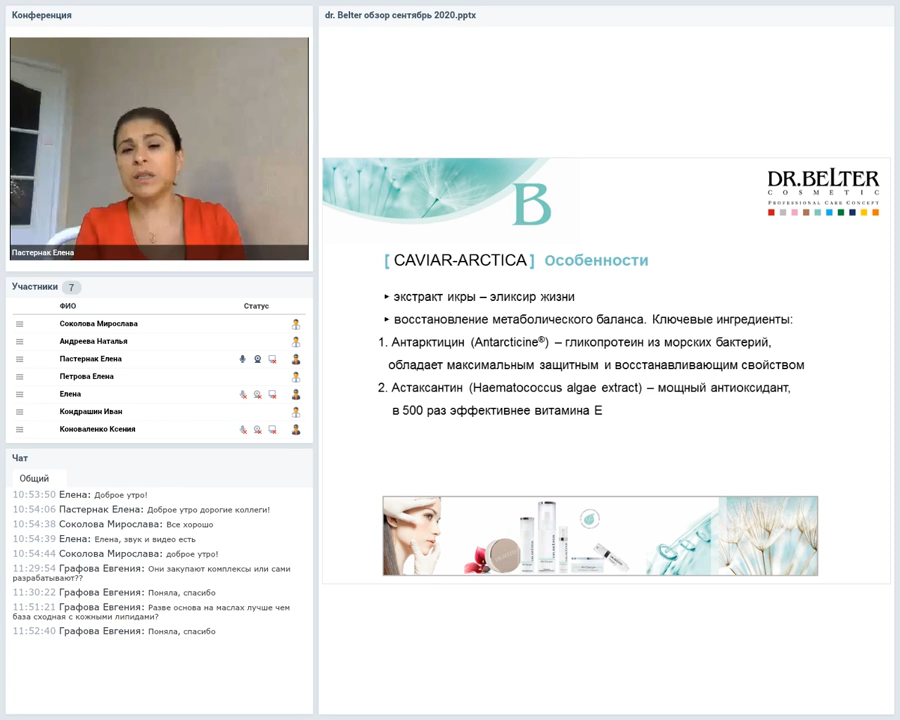 Конференция
Пастернак Елена
Участники 7
ФИО Статус
Соколова Мирослава
Андреева Наталья
Пастернак Елена
Петрова Елена
Елена
Кондрашин Иван
Коноваленко Ксения
Чат
Общий
10:53:50 Елена: Доброе утро!
10:54:06 Пастернак Елена: Доброе утро дорогие коллеги!
10:54:38 Соколова Мирослава: Все хорошо
10:54:39 Елена: Елена, звук и видео есть
10:54:44 Соколова Мирослава: доброе утро!
11:29:54 Графова Евгения: Они закупают комплексы или сами
разрабатывают??
11:30:22 Графова Евгения: Поняла, спасибо
11:51:21 Графова Евгения: Разве основа на маслах лучше чем
база сходная с кожными липидами?
11:52:40 Графова Евгения: Поняла, спасибо
dr. Belter обзор сентябрь 2020.pptx
B
DR.BELTER
COSMETIC
PROFESSIONAL CARE CONCEPT
[ CAVIAR-ARCTICA ] Особенности
‣ экстракт икры – эликсир жизни
‣ восстановление метаболического баланса. Ключевые ингредиенты:
1. Антарктицин (Antarcticine®) – гликопротеин из морских бактерий,
обладает максимальным защитным и восстанавливающим свойством
2. Астаксантин (Haematococcus algae extract) – мощный антиоксидант,
в 500 раз эффективнее витамина Е